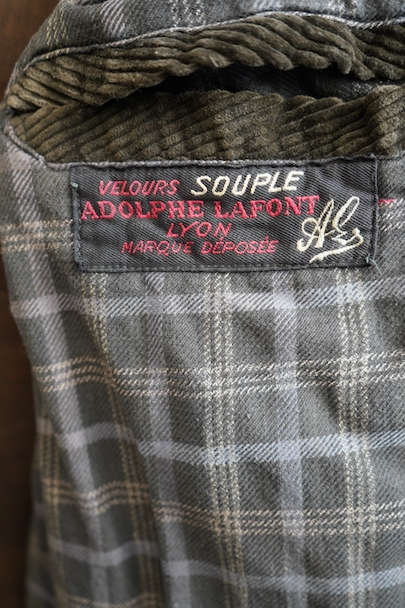 VELOURS SOUPLE
ADOLPHE LAFONT
LYON
MARQUE DÉPOSÉE
AL